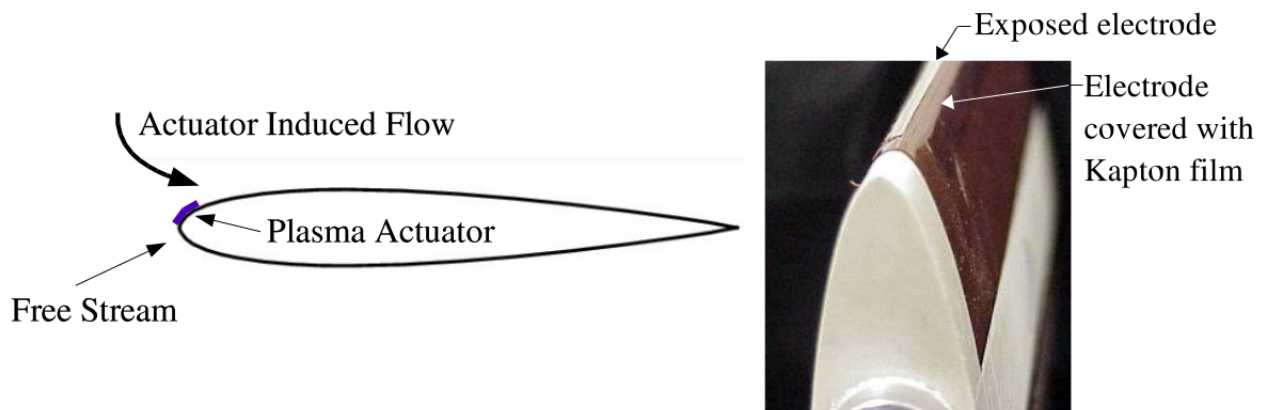 Exposed electrode
Electrode
covered with
Kapton film
Actuator Induced Flow
Plasma Actuator
Free Stream